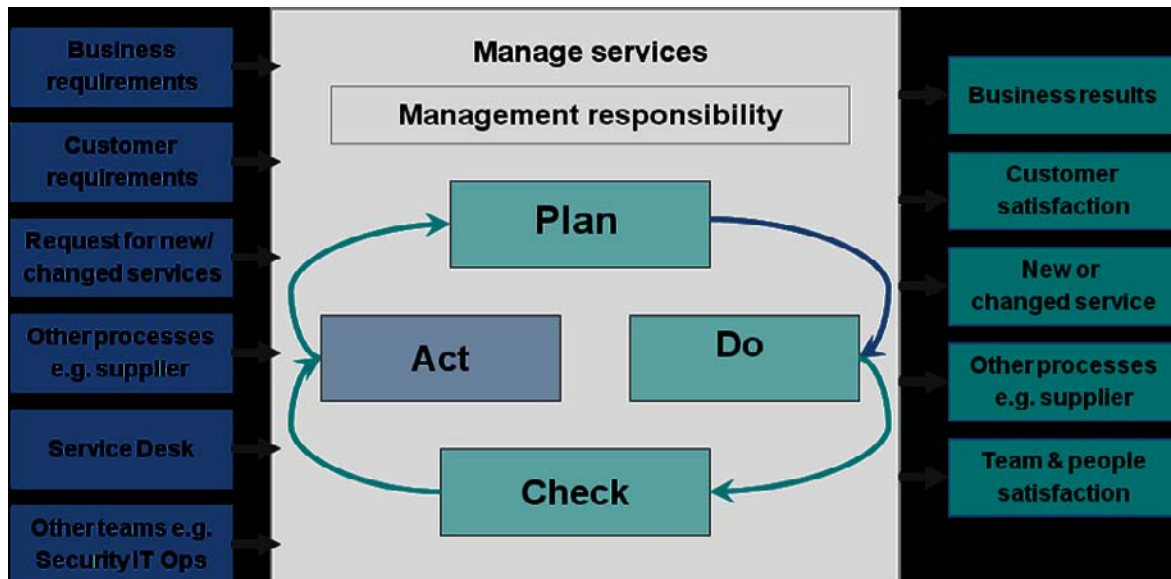 Business
requirements
Customer
requirements
Request for new/
changed services
Other processes
e.g. supplier
Service Desk
Other teams e.g.
Security IT Ops
Manage services
Management responsibility
Plan
Act
Do
Check
Business results
Customer
satisfaction
New or
changed service
Other processes
e.g. supplier
Team & people
satisfaction